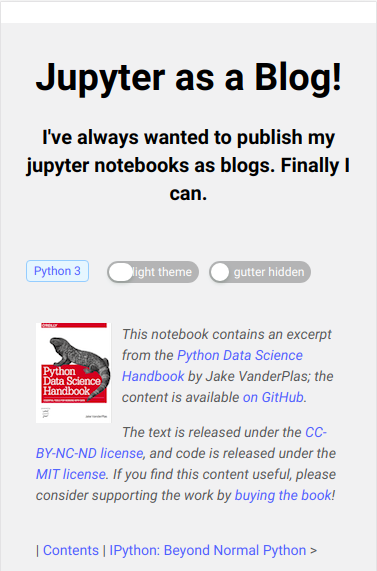 Jupyter as a Blog!
I've always wanted to publish my
jupyter notebooks as blogs. Finally I
can.
Python 3
light theme
gutter hidden
O'REILLY
Python
Data Science
Handbook
Jake VanderPlas
This notebook contains an excerpt
from the Python Data Science
Handbook by Jake VanderPlas; the
content is available on GitHub.
The text is released under the CC-
BY-NC-ND license, and code is released under the
MIT license. If you find this content useful, please
consider supporting the work by buying the book!
| Contents | IPython: Beyond Normal Python >